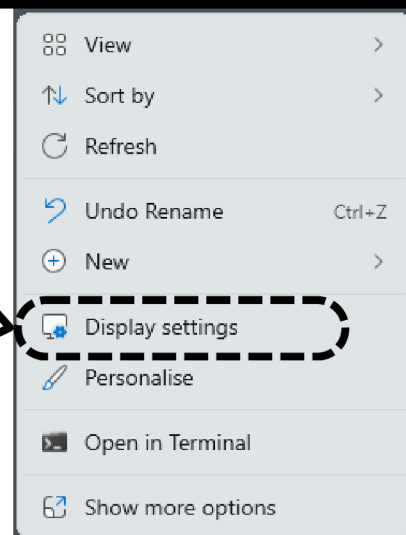 View
Sort by
Refresh
Undo Rename Ctrl+Z
New
Display settings
Personalise
Open in Terminal
Show more options